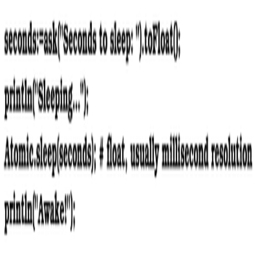 seconds:=ask("Seconds to sleep: ").toFloat();
println("Sleeping...");
Atomic.sleep(seconds); # float, usually millisecond resolution
println("Awake!");